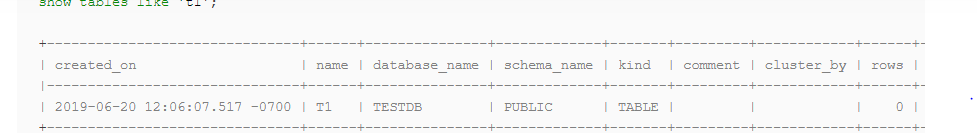 show tables like 't1';
+---------------------------------+------+---------------+-------------+-------+---------+------------+------+-
| created_on | name | database_name | schema_name | kind | comment | cluster_by | rows |
|---------------------------------+------+---------------+-------------+-------+---------+------------+------+-
| 2019-06-20 12:06:07.517 -0700 | T1 | TESTDB | PUBLIC | TABLE | | | 0 |
+---------------------------------+------+---------------+-------------+-------+---------+------------+------+-